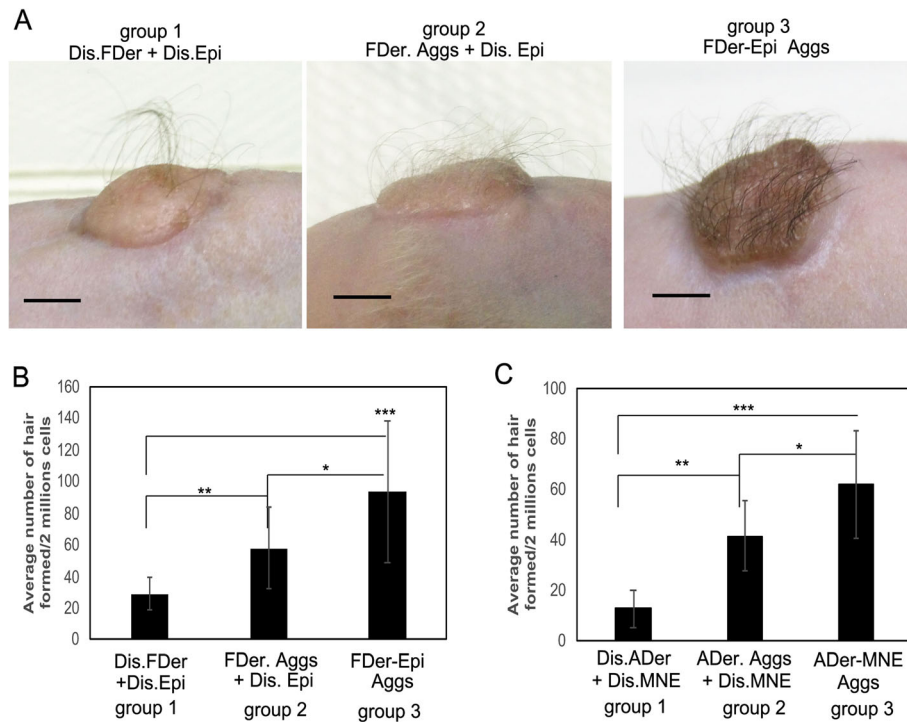 A
group 1
Dis.FDer + Dis.Epi
group 2
FDer. Aggs + Dis. Epi
group 3
FDer-Epi Aggs
B
Average number of hair
formed/2 millions cells
160
140
120
100
80
60
40
20
0
***
*
**
Dis.FDer
+Dis.Epi
group 1
FDer. Aggs
+ Dis. Epi
group 2
FDer-Epi
Aggs
group 3
C
Average number of hair
formed/2 millions cells
100
80
60
40
20
0
***
*
**
Dis.ADer
+ Dis.MNE
group 1
ADer. Aggs
+ Dis.MNE
group 2
ADer-MNE
Aggs
group 3